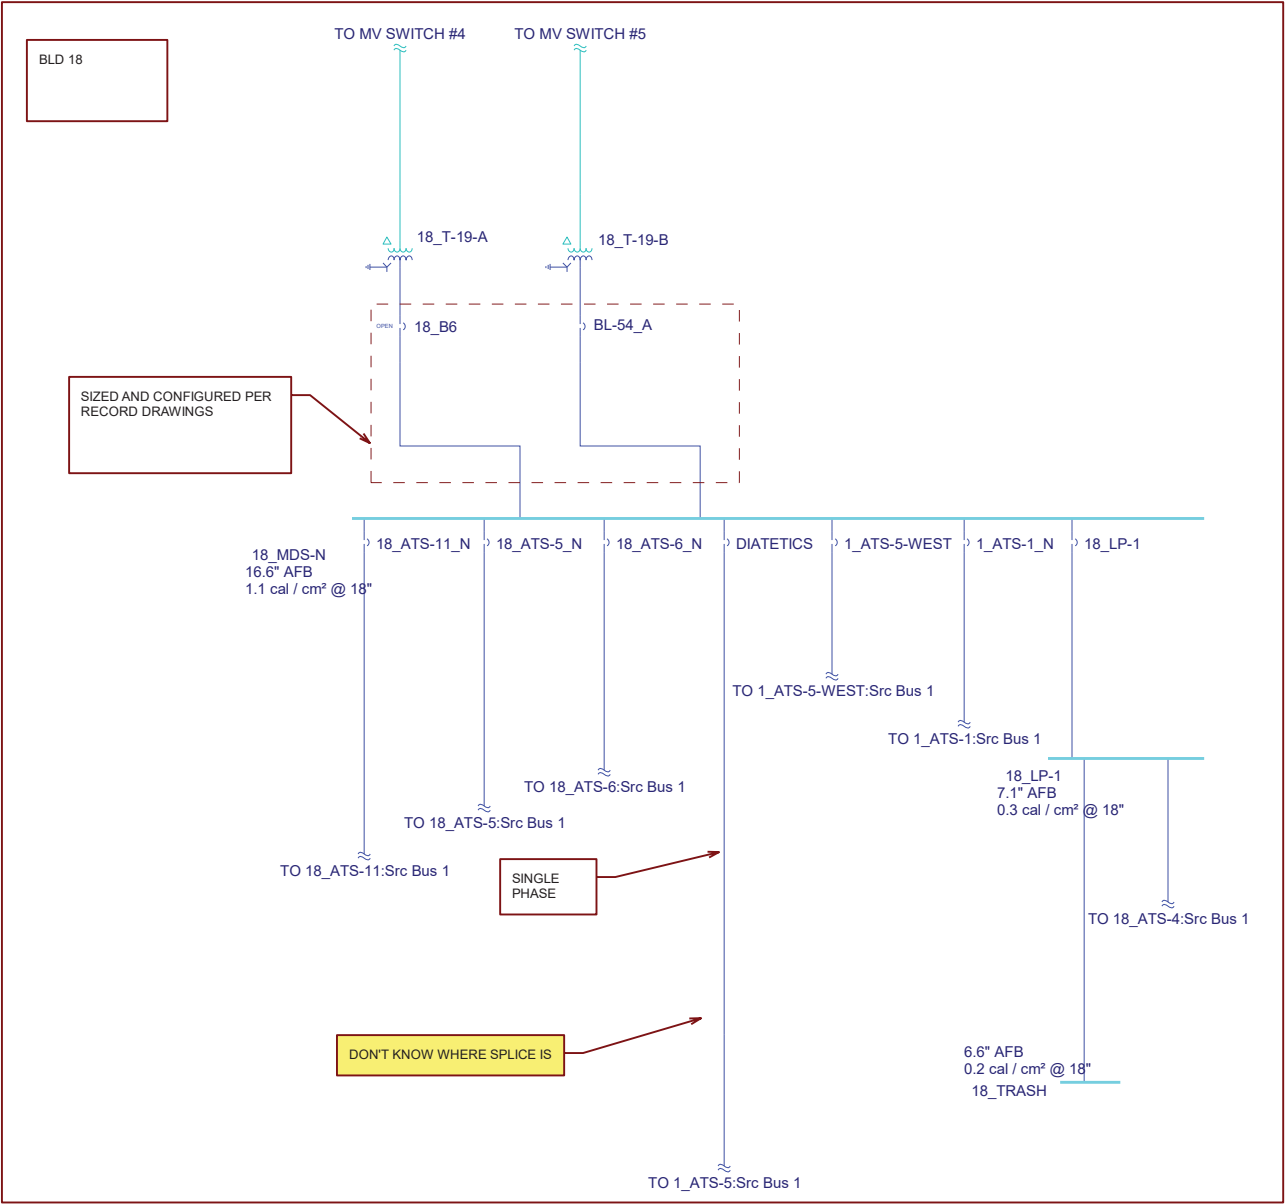 TO MV SWITCH #4
TO MV SWITCH #5
BLD 18
18_T-19-A
18_T-19-B
OPEN
18_B6
BL-54_A
SIZED AND CONFIGURED PER
RECORD DRAWINGS
18_MDS-N
16.6" AFB
1.1 cal / cm² @ 18"
18_ATS-11_N
18_ATS-5_N
18_ATS-6_N
DIATETICS
1_ATS-5-WEST
1_ATS-1_N
18_LP-1
TO 1_ATS-5-WEST:Src Bus 1
TO 1_ATS-1:Src Bus 1
TO 18_ATS-6:Src Bus 1
TO 18_ATS-5:Src Bus 1
TO 18_ATS-11:Src Bus 1
18_LP-1
7.1" AFB
0.3 cal / cm² @ 18"
SINGLE
PHASE
TO 18_ATS-4:Src Bus 1
DON'T KNOW WHERE SPLICE IS
6.6" AFB
0.2 cal / cm² @ 18"
18_TRASH
TO 1_ATS-5:Src Bus 1